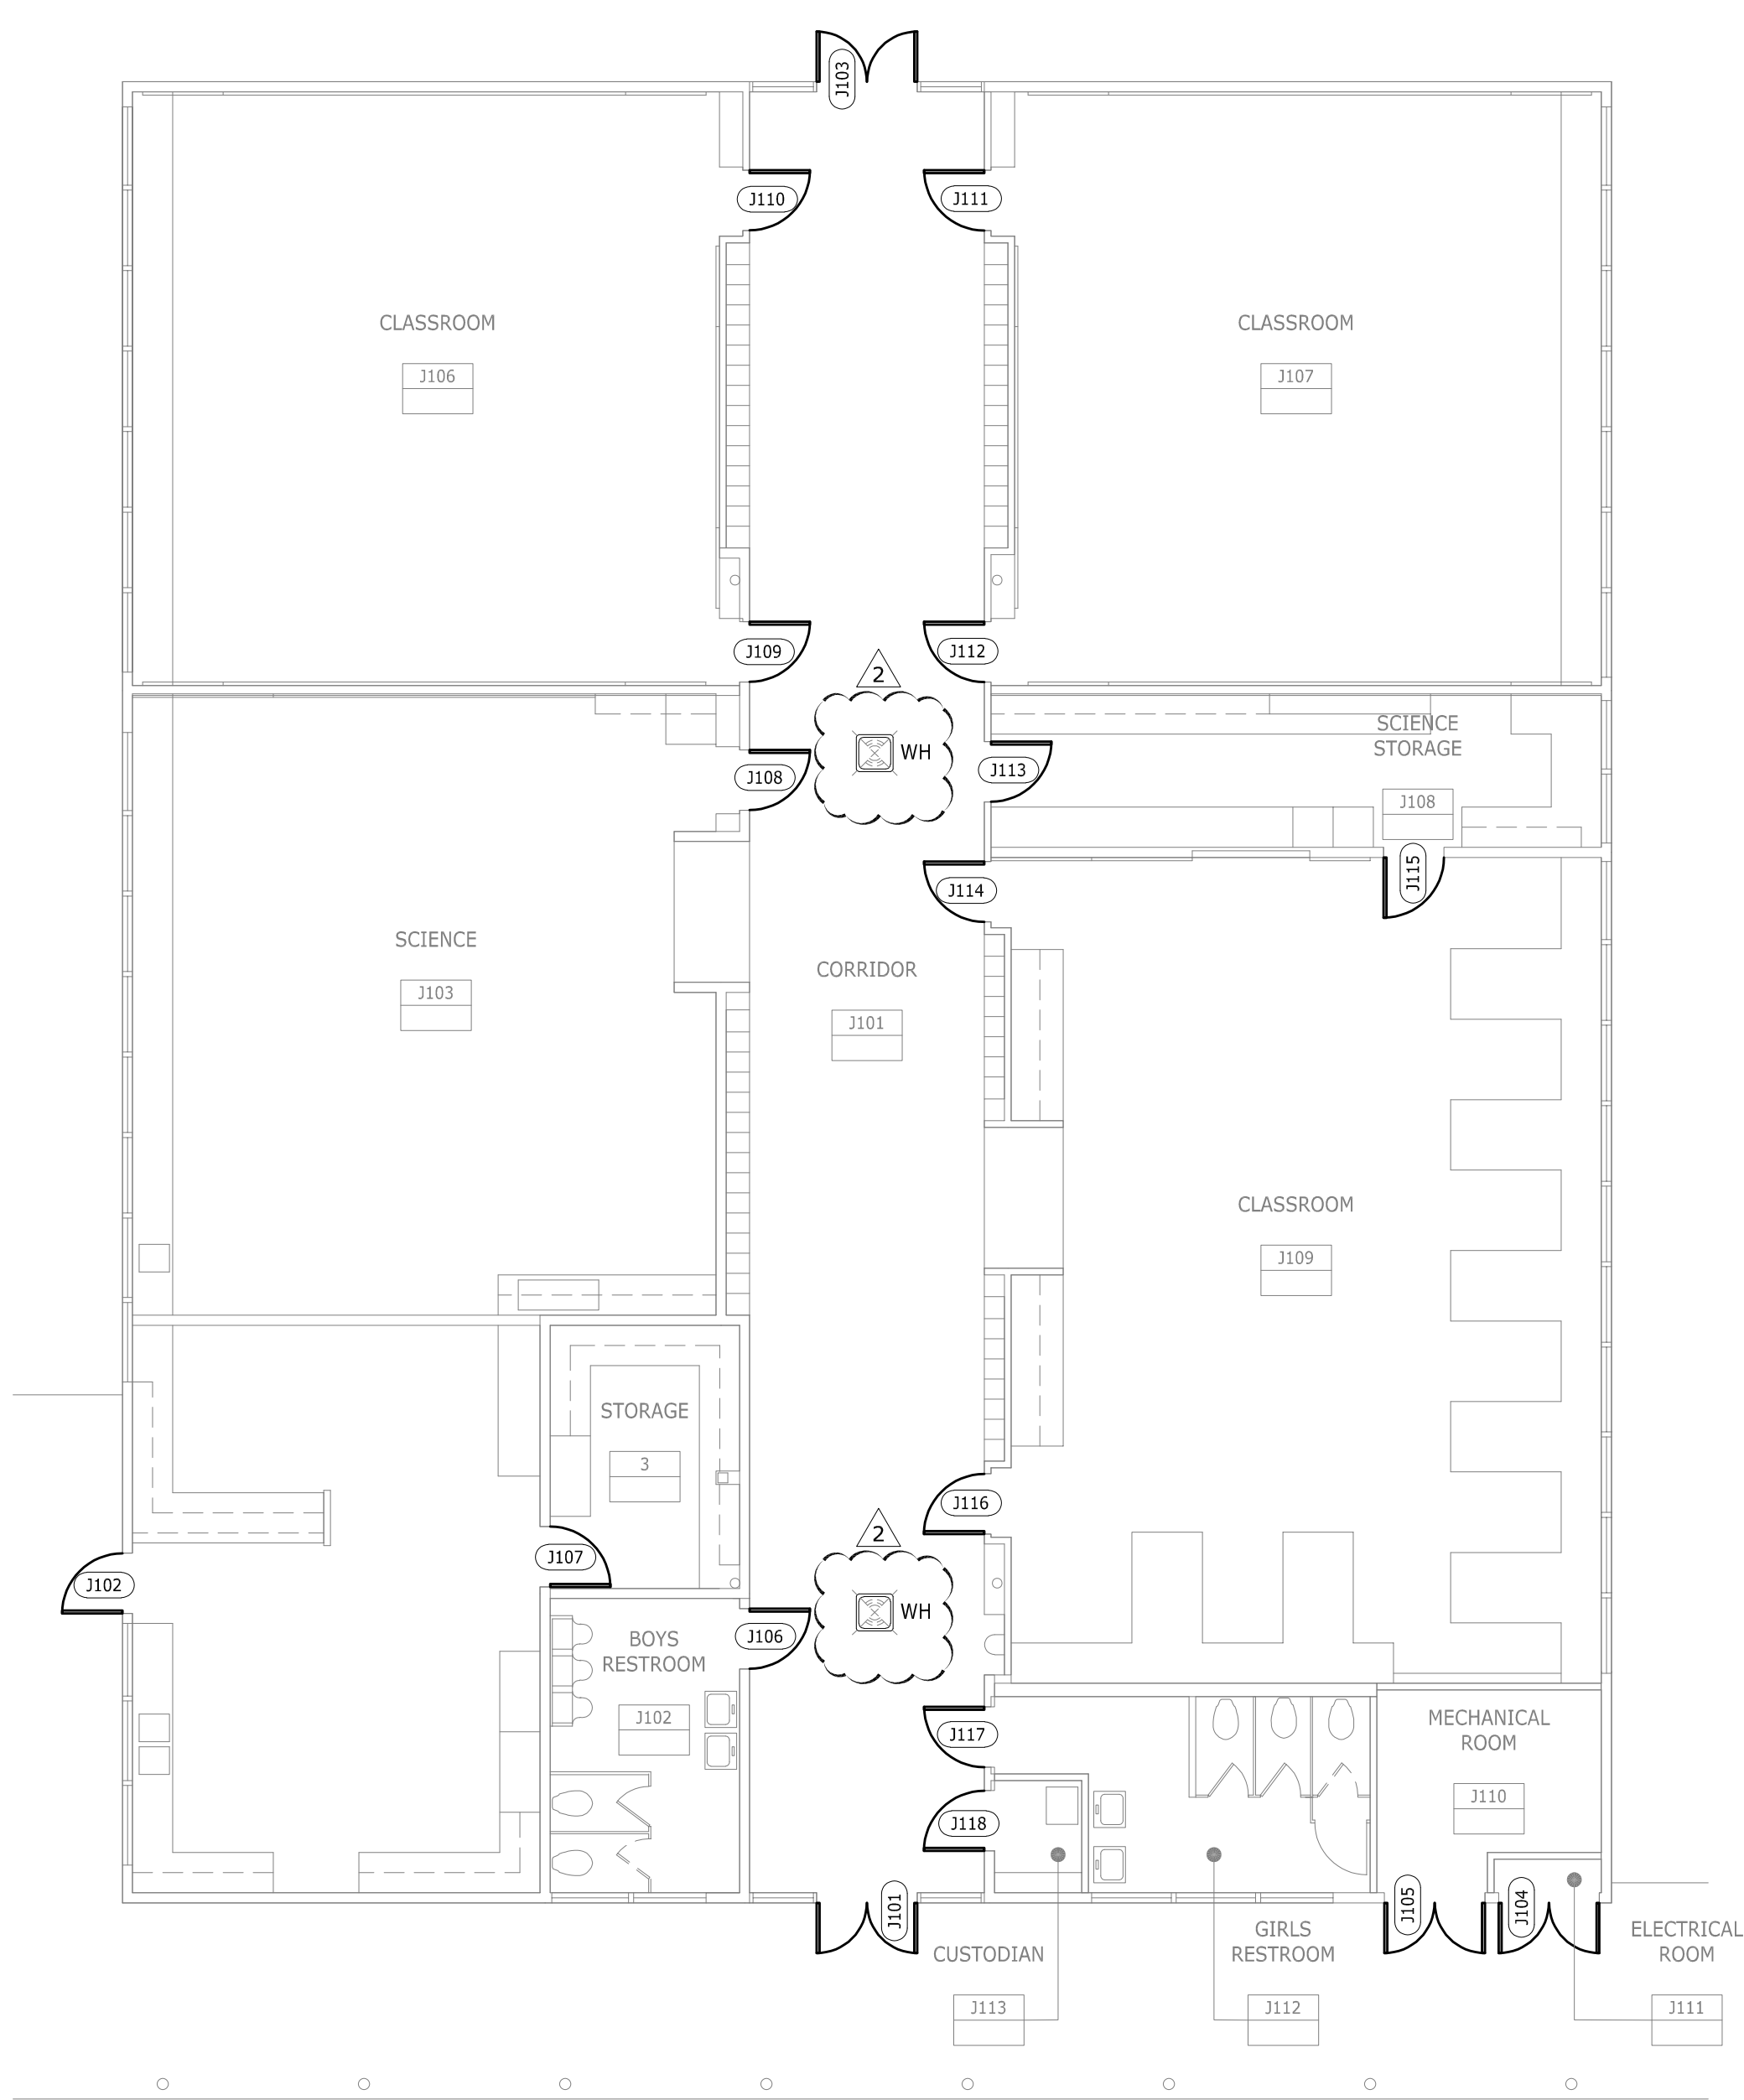 J103
J110
J111
CLASSROOM
J106
CLASSROOM
J107
J109
J112
2
WH
J108
J113
SCIENCE
STORAGE
J108
J115
J114
SCIENCE
J103
CORRIDOR
J101
CLASSROOM
J109
STORAGE
3
J116
2
WH
J107
J102
J106
BOYS
RESTROOM
J102
J117
J118
MECHANICAL
ROOM
J110
J101
J105
J104
CUSTODIAN
J113
GIRLS
RESTROOM
J112
ELECTRICAL
ROOM
J111